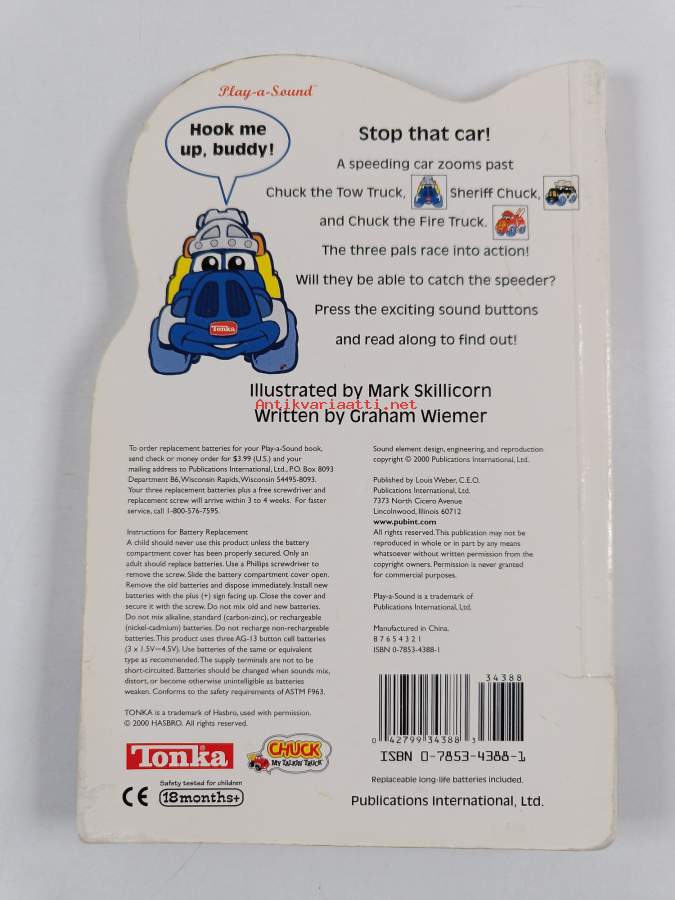 Play-a-Sound™
Hook me
up, buddy!
Stop that car!
A speeding car zooms past
Chuck the Tow Truck, Sheriff Chuck,
and Chuck the Fire Truck.
The three pals race into action!
Will they be able to catch the speeder?
Press the exciting sound buttons
and read along to find out!
Tonka
Illustrated by Mark Skillicorn
Antikvariaatti.net
Written by Graham Wiemer
To order replacement batteries for your Play-a-Sound book,
send check or money order for $3.99 (U.S.) and your
mailing address to Publications International, Ltd., P.O. Box 8093
Department B6, Wisconsin Rapids, Wisconsin 54495-8093.
Your three replacement batteries plus a free screwdriver and
replacement screw will arrive within 3 to 4 weeks. For faster
service, call 1-800-576-7595.
Instructions for Battery Replacement
A child should never use this product unless the battery
compartment cover has been properly secured. Only an
adult should replace batteries. Use a Phillips screwdriver to
remove the screw. Slide the battery compartment cover open.
Remove the old batteries and dispose immediately. Install new
batteries with the plus (+) sign facing up. Close the cover and
secure it with the screw. Do not mix old and new batteries.
Do not mix alkaline, standard (carbon-zinc), or rechargeable
(nickel-cadmium) batteries. Do not recharge non-rechargeable
batteries. This product uses three AG-13 button cell batteries
(3 x 1.5V=4.5V). Use batteries of the same or equivalent
type as recommended. The supply terminals are not to be
short-circuited. Batteries should be changed when sounds mix,
distort, or become otherwise unintelligible as batteries
weaken. Conforms to the safety requirements of ASTM F963.
TONKA is a trademark of Hasbro, used with permission.
© 2000 HASBRO. All rights reserved.
Tonka
CHUCK
MY TALKIN' TRUCK
Safety tested for children
CE 18months+
Sound element design, engineering, and reproduction
copyright © 2000 Publications International, Ltd.
Published by Louis Weber, C.E.O.
Publications International, Ltd.
7373 North Cicero Avenue
Lincolnwood, Illinois 60712
www.pubint.com
All rights reserved. This publication may not be
reproduced in whole or in part by any means
whatsoever without written permission from the
copyright owners. Permission is never granted
for commercial purposes.
Play-a-Sound is a trademark of
Publications International, Ltd.
Manufactured in China.
8 7 6 5 4 3 2 1
ISBN 0-7853-4388-1
34388
0 42799 34388 3
ISBN 0-7853-4388-1
Replaceable long-life batteries included.
Publications International, Ltd.